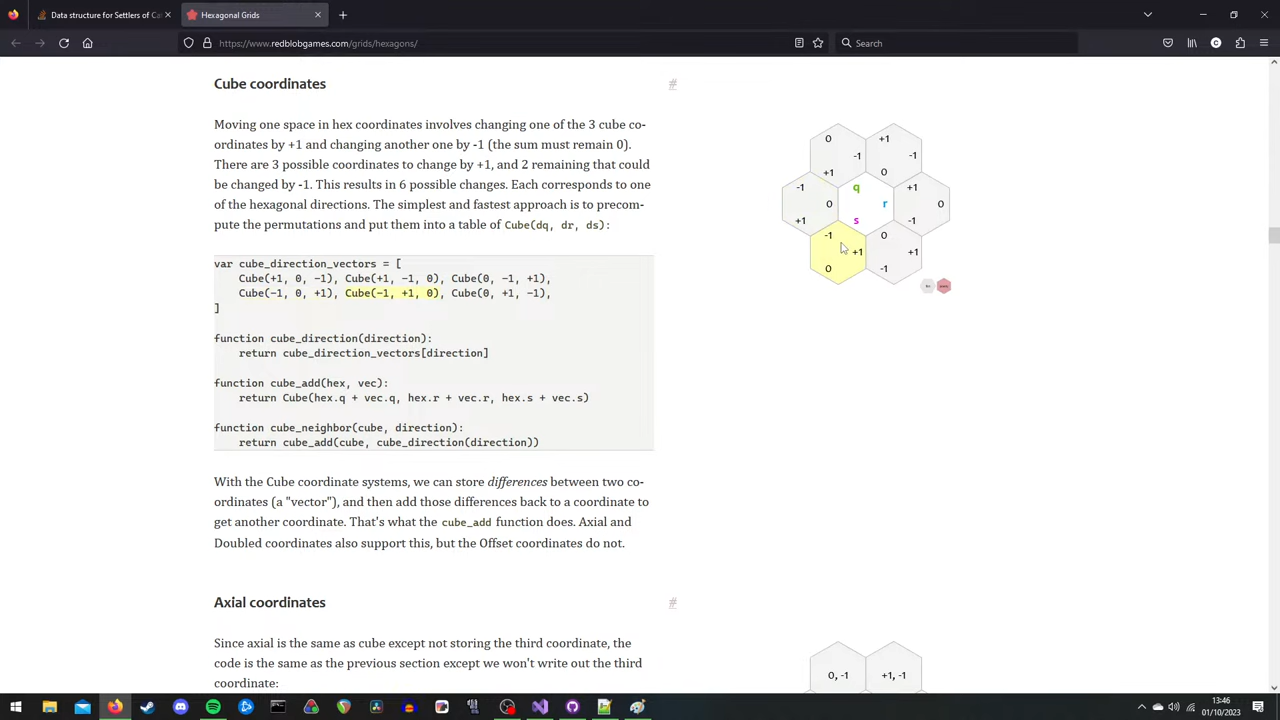 Data structure for Settlers of Cat
Hexagonal Grids
https://www.redblobgames.com/grids/hexagons/
Search
Cube coordinates
#
Moving one space in hex coordinates involves changing one of the 3 cube co-
ordinates by +1 and changing another one by -1 (the sum must remain 0).
There are 3 possible coordinates to change by +1, and 2 remaining that could
be changed by -1. This results in 6 possible changes. Each corresponds to one
of the hexagonal directions. The simplest and fastest approach is to precom-
pute the permutations and put them into a table of Cube(dq, dr, ds):
var cube_direction_vectors = [
Cube(+1, 0, -1), Cube(+1, -1, 0), Cube(0, -1, +1),
Cube(-1, 0, +1), Cube(-1, +1, 0), Cube(0, +1, -1),
]
function cube_direction(direction):
return cube_direction_vectors[direction]
function cube_add(hex, vec):
return Cube(hex.q + vec.q, hex.r + vec.r, hex.s + vec.s)
function cube_neighbor(cube, direction):
return cube_add(cube, cube_direction(direction))
With the Cube coordinate systems, we can store differences between two co-
ordinates (a "vector"), and then add those differences back to a coordinate to
get another coordinate. That's what the cube_add function does. Axial and
Doubled coordinates also support this, but the Offset coordinates do not.
Axial coordinates
#
Since axial is the same as cube except not storing the third coordinate, the
code is the same as the previous section except we won't write out the third
coordinate:
0 +1
-1 -1
+1 0
-1 q +1
0 r 0
+1 s -1
-1 0
+1 +1
0 -1
0, -1 +1, -1
13:46
01/10/2023